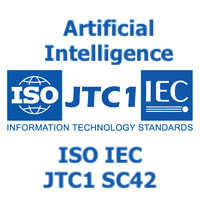 Artificial
Intelligence
ISO JTC1 IEC
INFORMATION TECHNOLOGY STANDARDS
ISO IEC
JTC1 SC42